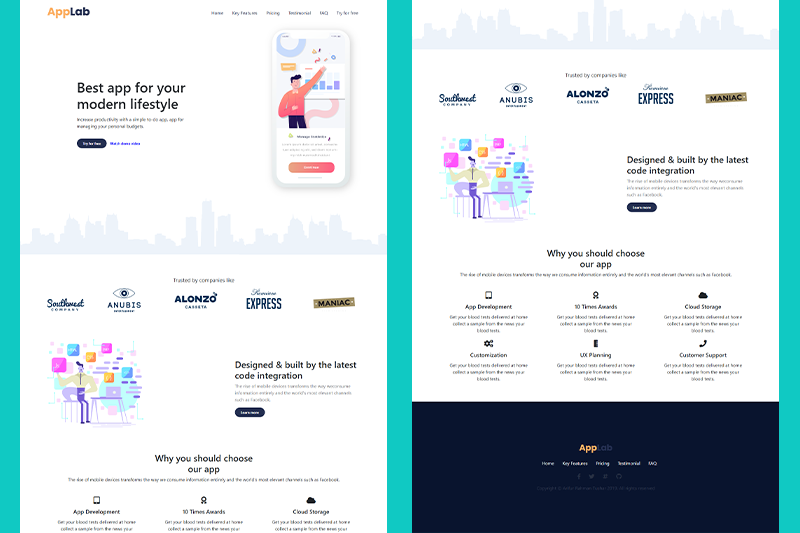 AppLab
Home Key Features Pricing Testimonial FAQ Try for free
Best app for your
modern lifestyle
Increase productivity with a simple to do app, app for
managing your personal budgets.
Try for free Watch demo video
Trusted by companies like
Southwest
COMPANY
ANUBIS
ALONZO
CASSETA
Sumiere
EXPRESS
MANIAC
Designed & built by the latest
code integration
The rise of mobile devices transforms the way we consume
information entirely and the world's most relevant channels
such as Facebook.
Learn more
Why you should choose
our app
The rise of mobile devices transforms the way are consume information entirely and the world's most elevant channels such as Facebook.
App Development
Get your blood tests delivered at home
collect a sample from the news your
10 Times Awards
Get your blood tests delivered at home
collect a sample from the news your
Cloud Storage
Get your blood tests delivered at home
collect a sample from the news your
Trusted by companies like
Southwest
COMPANY
ANUBIS
ALONZO
CASSETA
Sumiere
EXPRESS
MANIAC
Designed & built by the latest
code integration
The rise of mobile devices transforms the way we consume
information entirely and the world's most relevant channels
such as Facebook.
Learn more
Why you should choose
our app
The rise of mobile devices transforms the way are consume information entirely and the world's most elevant channels such as Facebook.
App Development
Get your blood tests delivered at home
collect a sample from the news your
blood tests.
10 Times Awards
Get your blood tests delivered at home
collect a sample from the news your
blood tests.
Cloud Storage
Get your blood tests delivered at home
collect a sample from the news your
blood tests.
Customization
Get your blood tests delivered at home
collect a sample from the news your
blood tests.
UX Planning
Get your blood tests delivered at home
collect a sample from the news your
blood tests.
Customer Support
Get your blood tests delivered at home
collect a sample from the news your
blood tests.
AppLab
Home Key Features Pricing Testimonial FAQ